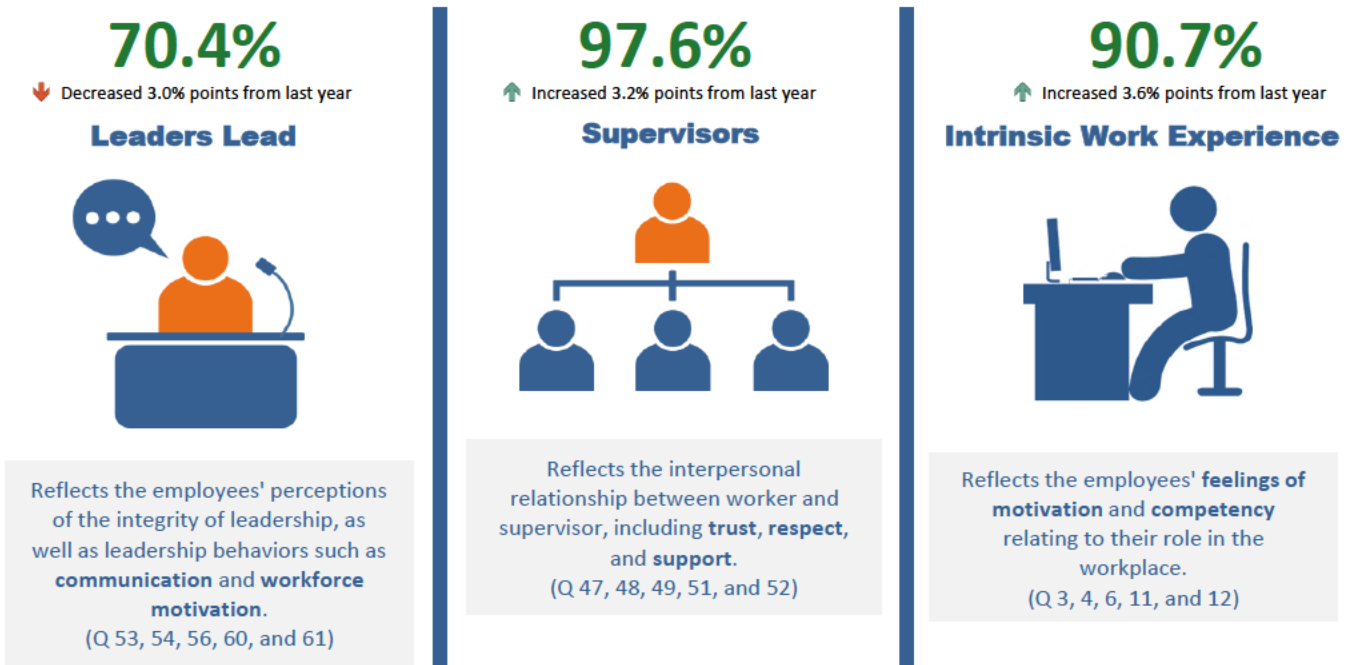 70.4%
Decreased 3.0% points from last year
Leaders Lead
Reflects the employees' perceptions
of the integrity of leadership, as
well as leadership behaviors such as
communication and workforce
motivation.
(Q 53, 54, 56, 60, and 61)
97.6%
Increased 3.2% points from last year
Supervisors
Reflects the interpersonal
relationship between worker and
supervisor, including trust, respect,
and support.
(Q 47, 48, 49, 51, and 52)
90.7%
Increased 3.6% points from last year
Intrinsic Work Experience
Reflects the employees' feelings of
motivation and competency
relating to their role in the
workplace.
(Q 3, 4, 6, 11, and 12)